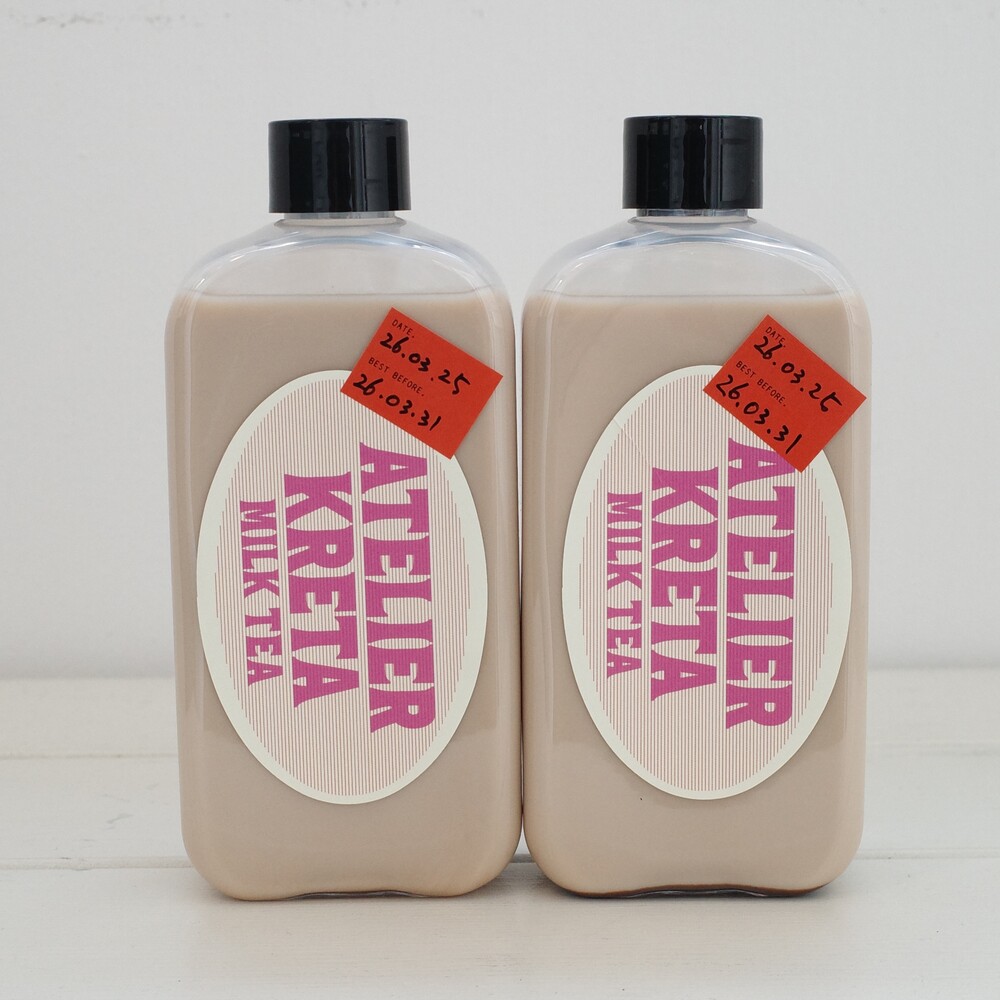 DATE.
26.03.25
BEST BEFORE.
26.03.31
ATELIER
KRETA
MILK TEA
DATE.
26.03.25
BEST BEFORE.
26.03.31
ATELIER
KRETA
MILK TEA